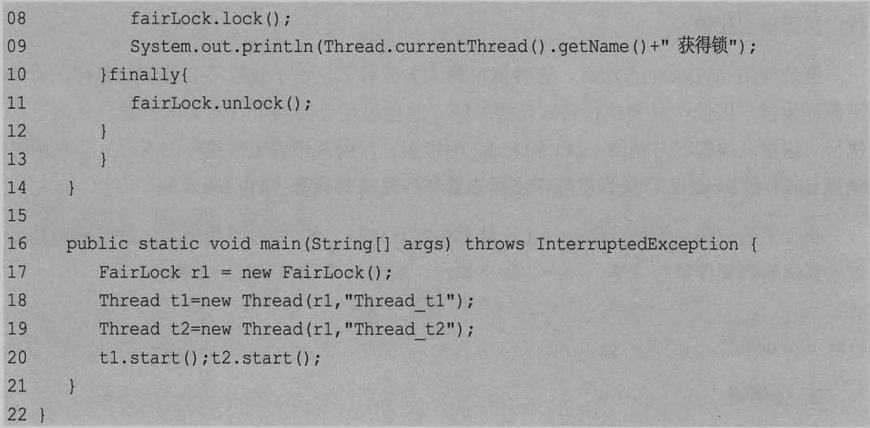 08 fairLock.lock();
09 System.out.println(Thread.currentThread().getName()+" 获得锁");
10 }finally{
11 fairLock.unlock();
12 }
13 }
14 }
15
16 public static void main(String[] args) throws InterruptedException {
17 FairLock r1 = new FairLock();
18 Thread t1=new Thread(r1,"Thread_t1");
19 Thread t2=new Thread(r1,"Thread_t2");
20 t1.start();t2.start();
21 }
22 }